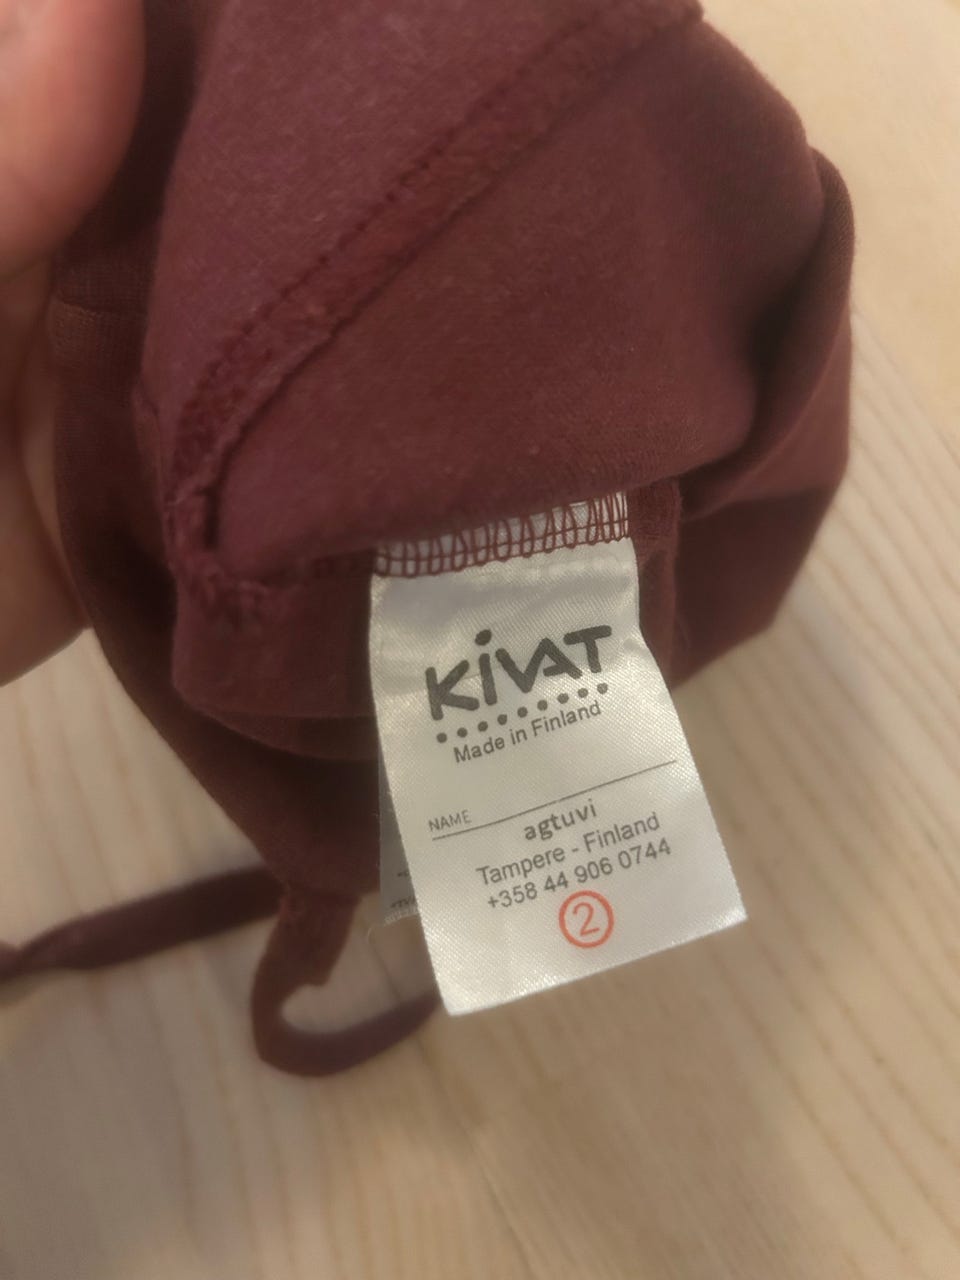 KiVAT
Made in Finland
NAME
agtuvi
Tampere - Finland
+358 44 906 0744
2